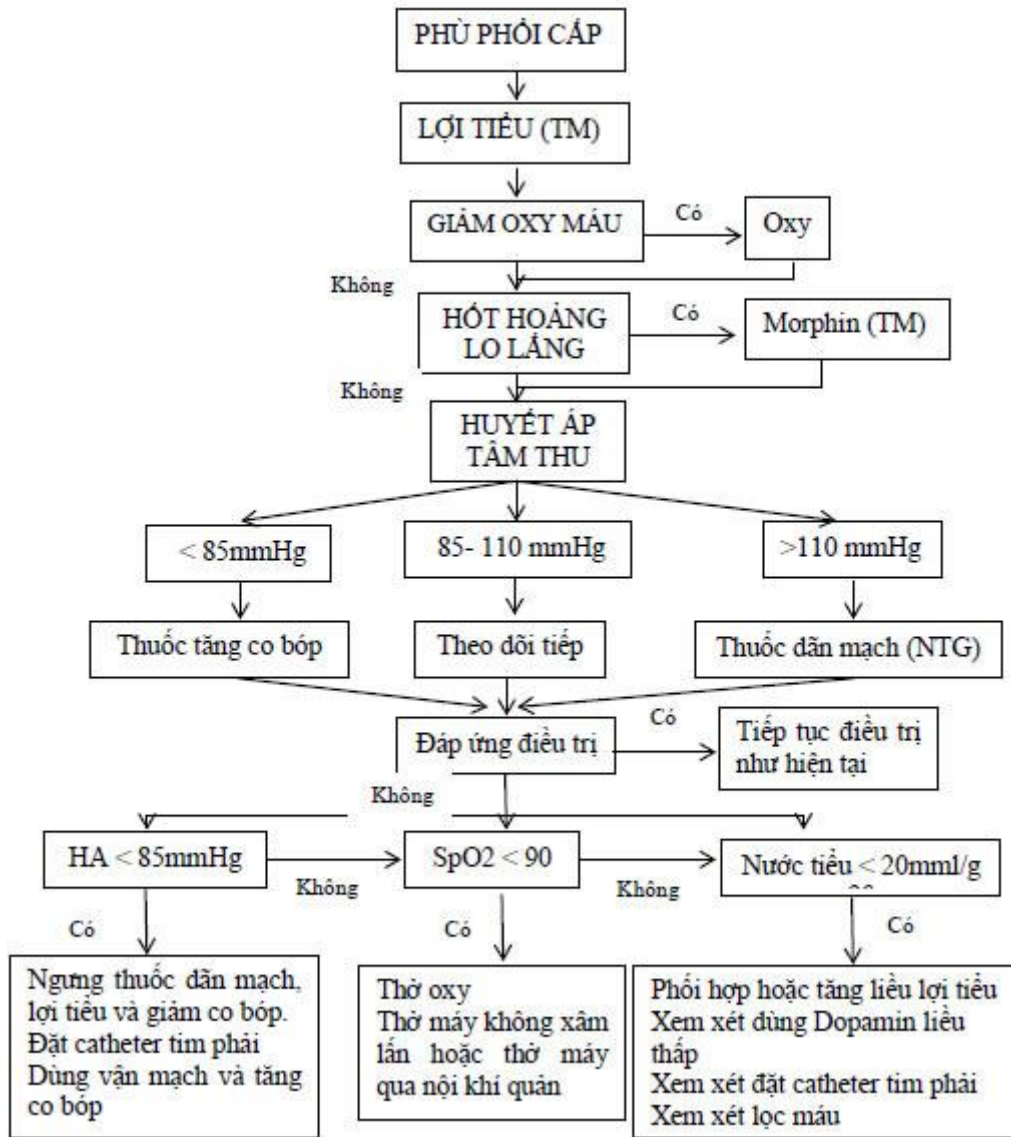 PHÙ PHỔI CẤP
LỢI TIỂU (TM)
GIẢM OXY MÁU
Có
Oxy
Không
HỐT HOẢNG
LO LẮNG
Có
Morphin (TM)
Không
HUYẾT ÁP
TÂM THU
< 85mmHg
85- 110 mmHg
>110 mmHg
Thuốc tăng co bóp
Theo dõi tiếp
Thuốc dãn mạch (NTG)
Đáp ứng điều trị
Có
Tiếp tục điều trị
như hiện tại
Không
HA < 85mmHg
Không
SpO2 < 90
Không
Nước tiểu < 20mml/g
Có
Có
Có
Ngưng thuốc dãn mạch,
lợi tiểu và giảm co bóp.
Đặt catheter tim phải
Dùng vận mạch và tăng
co bóp
Thở oxy
Thở máy không xâm
lấn hoặc thở máy
qua nội khí quản
Phối hợp hoặc tăng liều lợi tiểu
Xem xét dùng Dopamin liều
thấp
Xem xét đặt catheter tim phải
Xem xét lọc máu